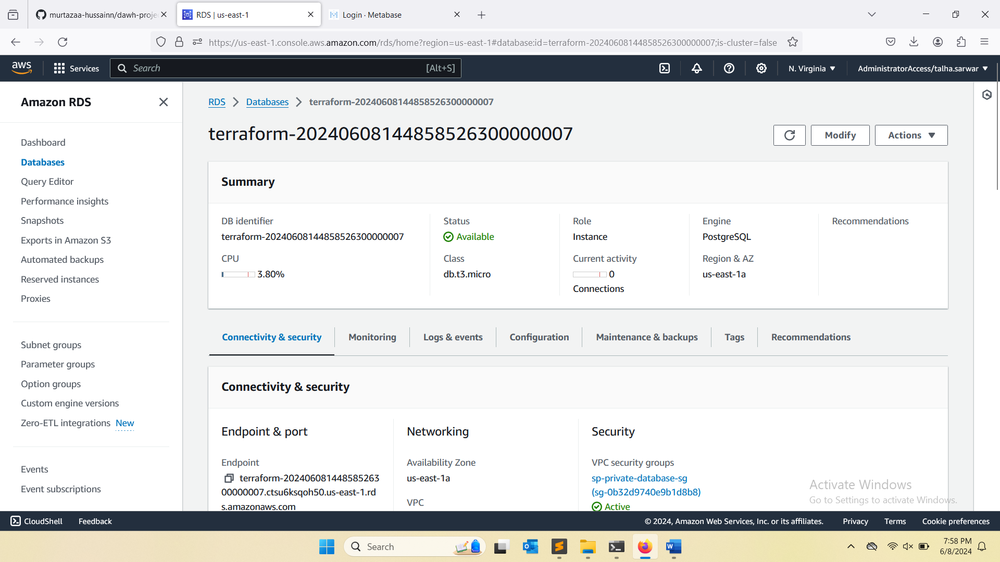 murtazaa-hussainn/dawh-proje
RDS | us-east-1
Login · Metabase
https://us-east-1.console.aws.amazon.com/rds/home?region=us-east-1#database:id=terraform-20240608144858526300000007;is-cluster=false
aws
Services
Search
[Alt+S]
N. Virginia
AdministratorAccess/talha.sarwar
Amazon RDS
Dashboard
Databases
Query Editor
Performance insights
Snapshots
Exports in Amazon S3
Automated backups
Reserved instances
Proxies
Subnet groups
Parameter groups
Option groups
Custom engine versions
Zero-ETL integrations New
Events
Event subscriptions
RDS > Databases > terraform-20240608144858526300000007
terraform-20240608144858526300000007
Modify
Actions
Summary
DB identifier
terraform-20240608144858526300000007
CPU
3.80%
Status
Available
Class
db.t3.micro
Role
Instance
Current activity
0
Connections
Engine
PostgreSQL
Region & AZ
us-east-1a
Recommendations
Connectivity & security
Monitoring
Logs & events
Configuration
Maintenance & backups
Tags
Recommendations
Connectivity & security
Endpoint & port
Endpoint
terraform-202406081448585263
00000007.ctsu6ksqoh50.us-east-1.rd
s.amazonaws.com
Networking
Availability Zone
us-east-1a
VPC
Security
VPC security groups
sp-private-database-sg
(sg-0b32d9740e9b1d8b8)
Active
Activate Windows
Go to Settings to activate Windows.
CloudShell
Feedback
© 2024, Amazon Web Services, Inc. or its affiliates.
Privacy
Terms
Cookie preferences
Search
7:58 PM
6/8/2024